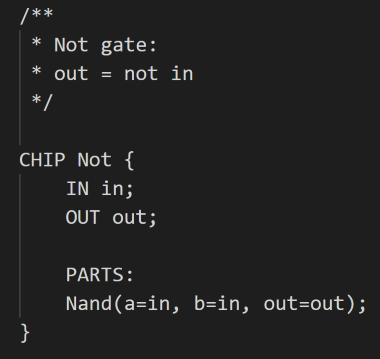 /**
 * Not gate:
 * out = not in
 */

CHIP Not {
    IN in;
    OUT out;

    PARTS:
    Nand(a=in, b=in, out=out);
}